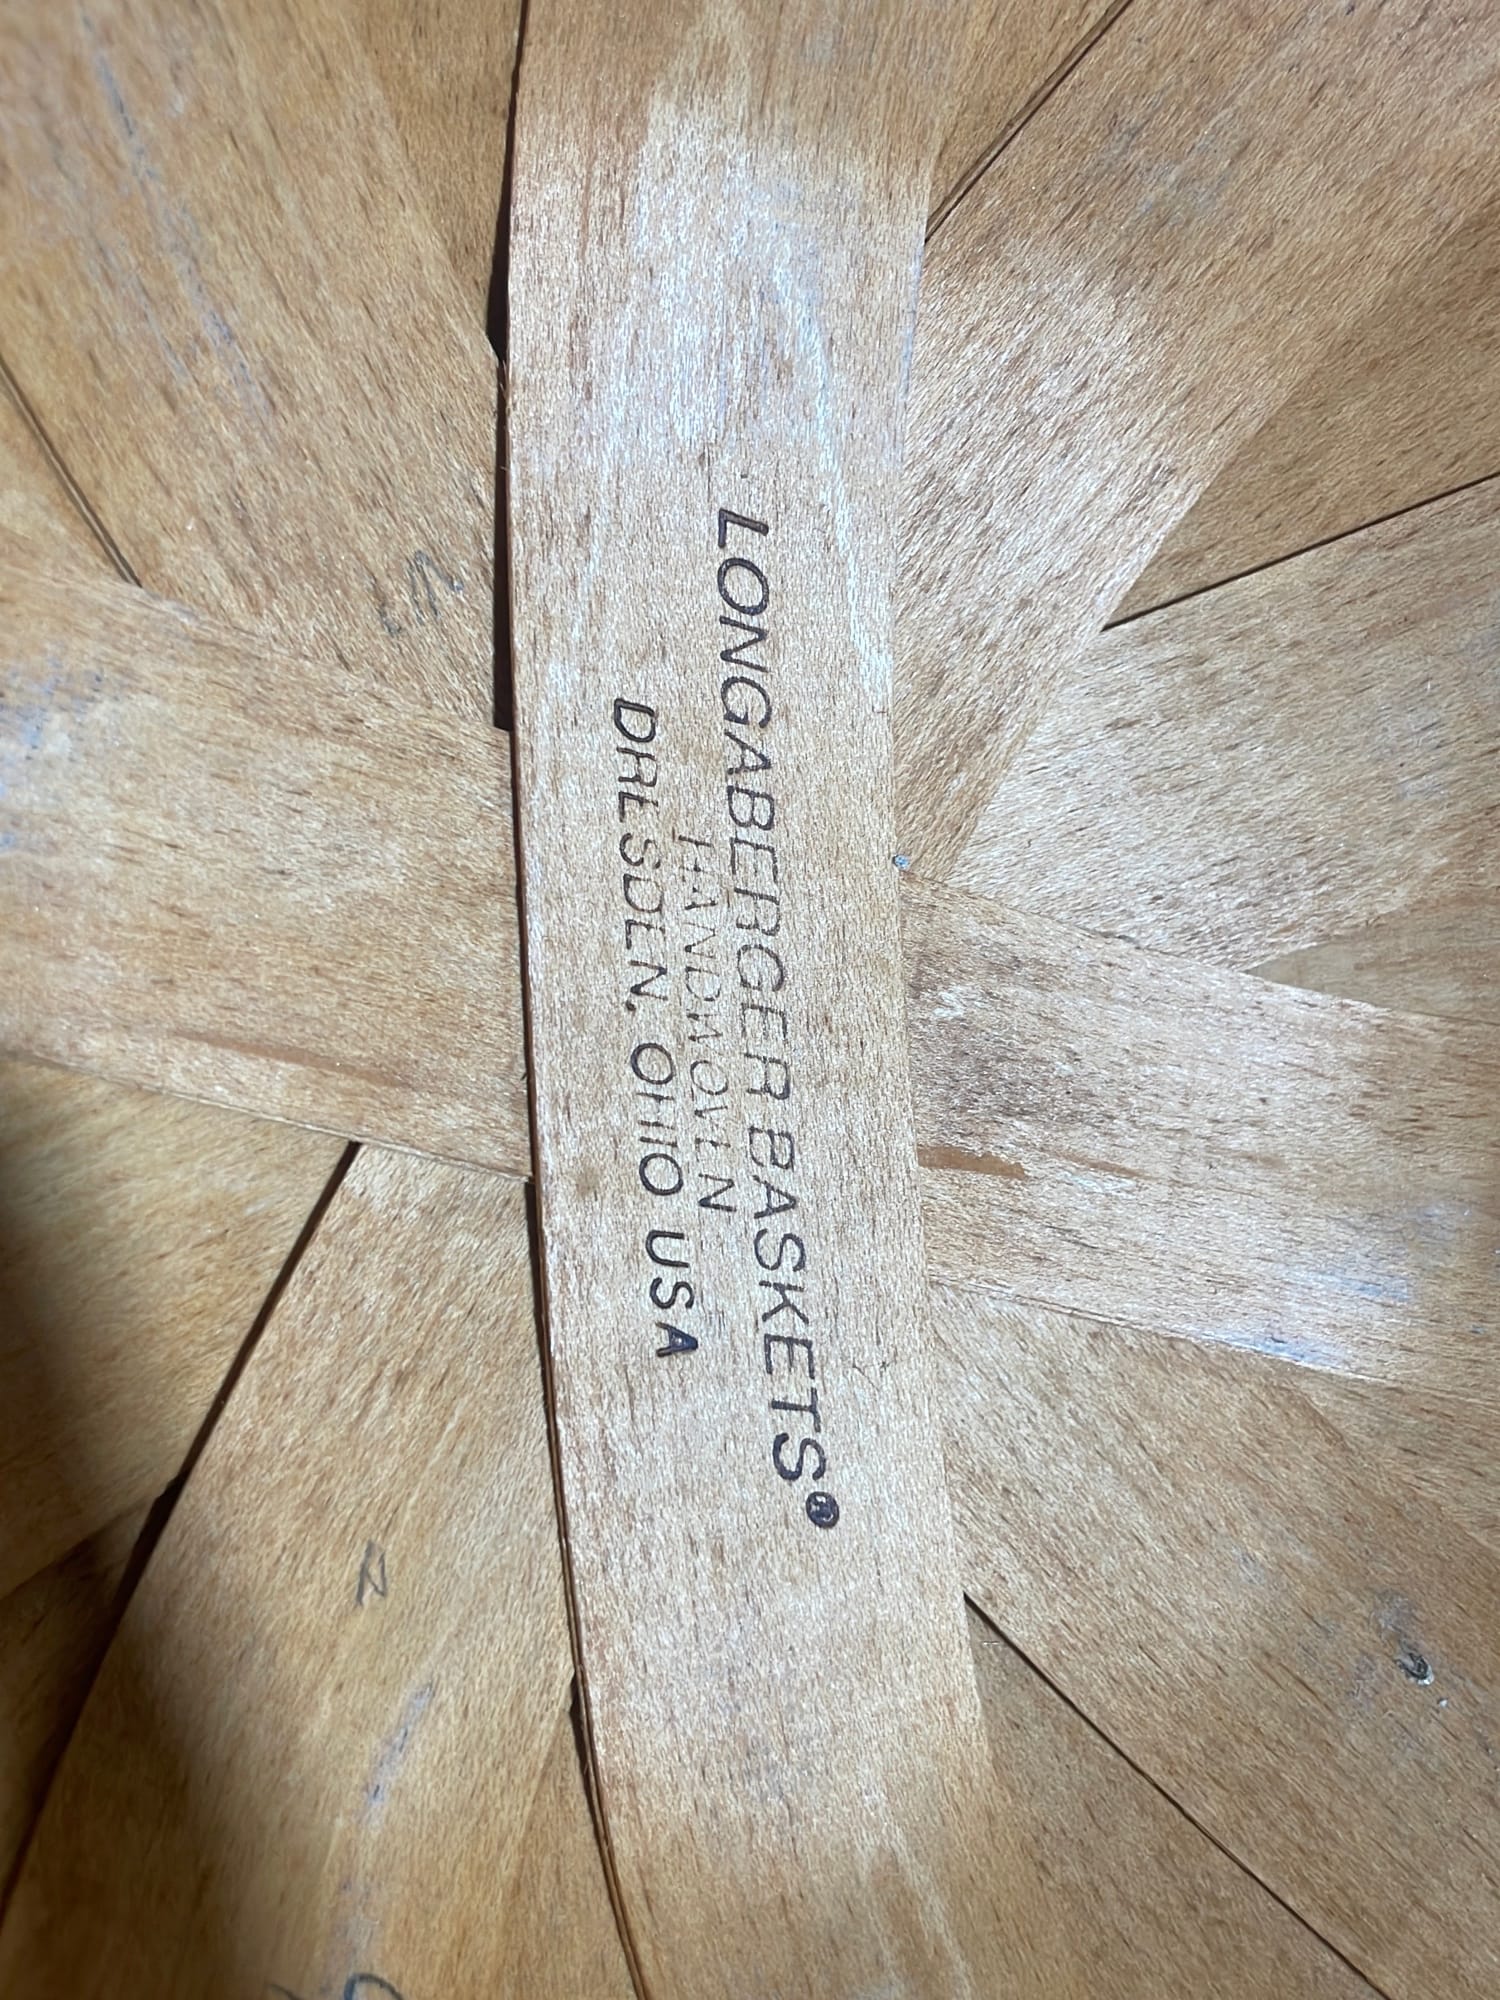 LONGABERGER BASKETS®
HANDWOVEN
DRESDEN, OHIO USA